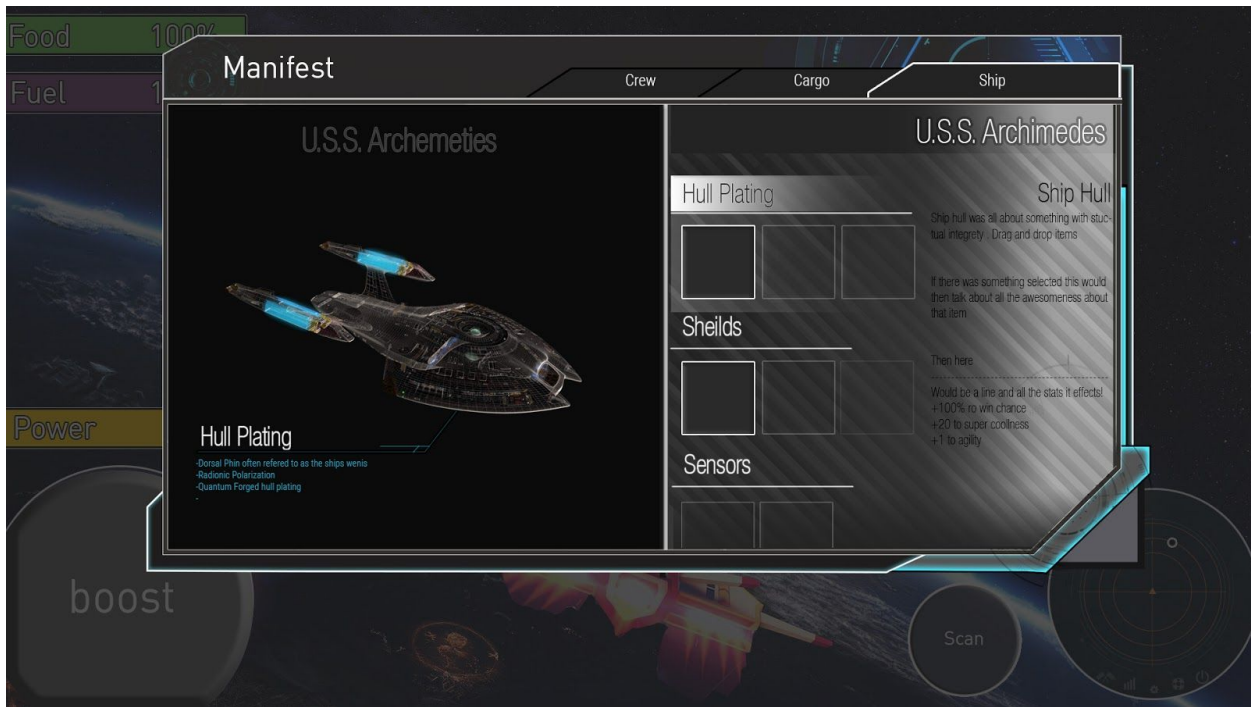 Food 100%
Fuel 1
Power
boost
Scan
Manifest
Crew
Cargo
Ship
U.S.S. Archemeties
Hull Plating
-Dorsal Phin often refered to as the ships wenis
-Radionic Polarization
-Quantum Forged hull plating
-
U.S.S. Archimedes
Hull Plating
Sheilds
Sensors
Ship Hull
Ship hull was all about something with stuc-
tual integrety . Drag and drop items
If there was something selected this would
then talk about all the awesomeness about
that item
Then here
Would be a line and all the stats it effects!
+100% ro win chance
+20 to super coollness
+1 to agility